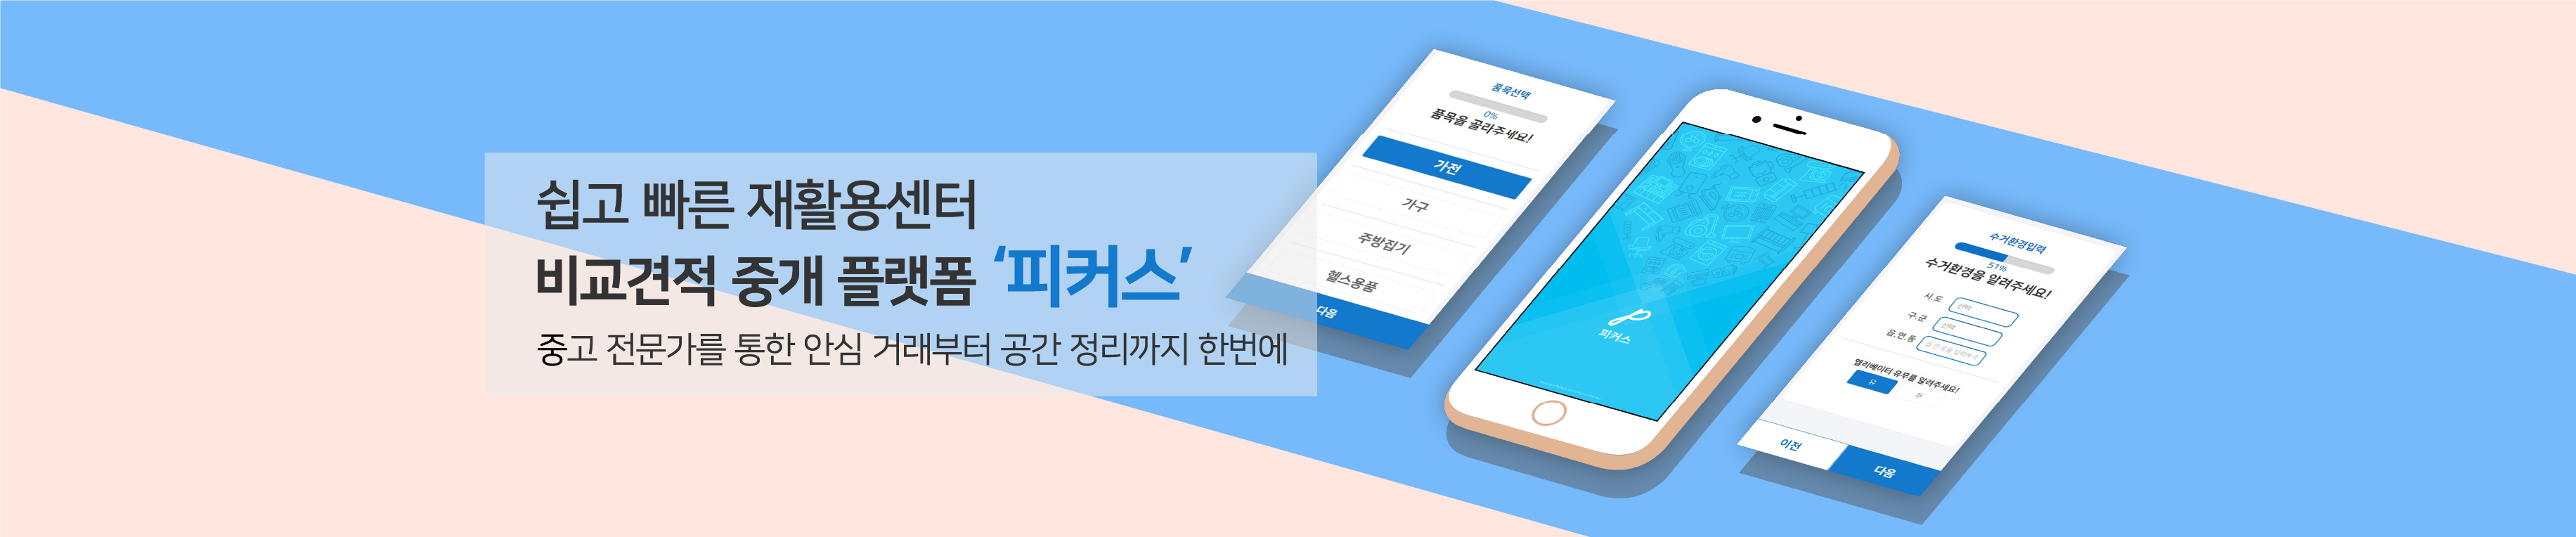 쉽고 빠른 재활용센터
비교견적 중개 플랫폼 ‘피커스’
중고 전문가를 통한 안심 거래부터 공간 정리까지 한번에
품목선택
0%
품목을 골라주세요!
가전
가구
주방집기
헬스용품
다음
피커스
수거환경입력
51%
수거환경을 알려주세요!
시.도 선택
구.군 선택
읍.면.동
엘리베이터 유무를 알려주세요!
유 무
이전 다음